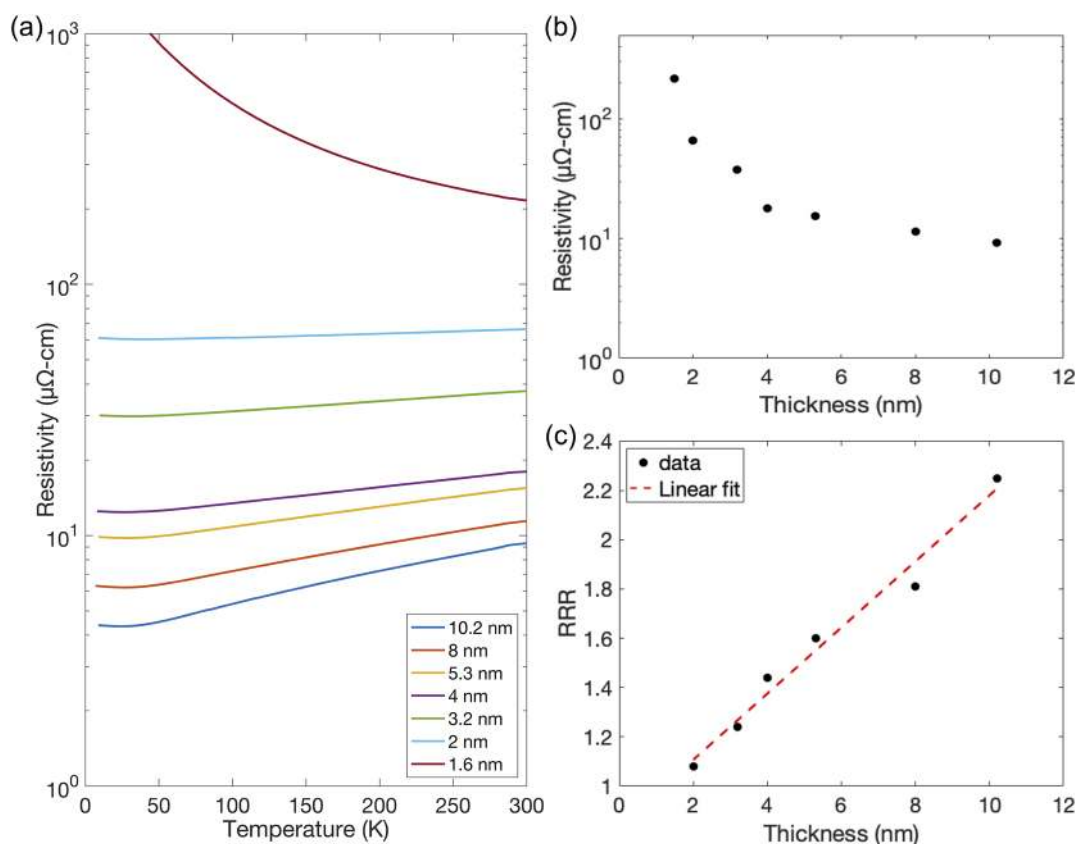 (a)
10³
10²
10¹
10⁰
Resistivity (μΩ-cm)
0 50 100 150 200 250 300
Temperature (K)
10.2 nm
8 nm
5.3 nm
4 nm
3.2 nm
2 nm
1.6 nm
(b)
10²
10¹
10⁰
Resistivity (μΩ-cm)
0 2 4 6 8 10 12
Thickness (nm)
(c)
2.4
2.2
2
1.8
1.6
1.4
1.2
1
RRR
data
Linear fit
0 2 4 6 8 10 12
Thickness (nm)